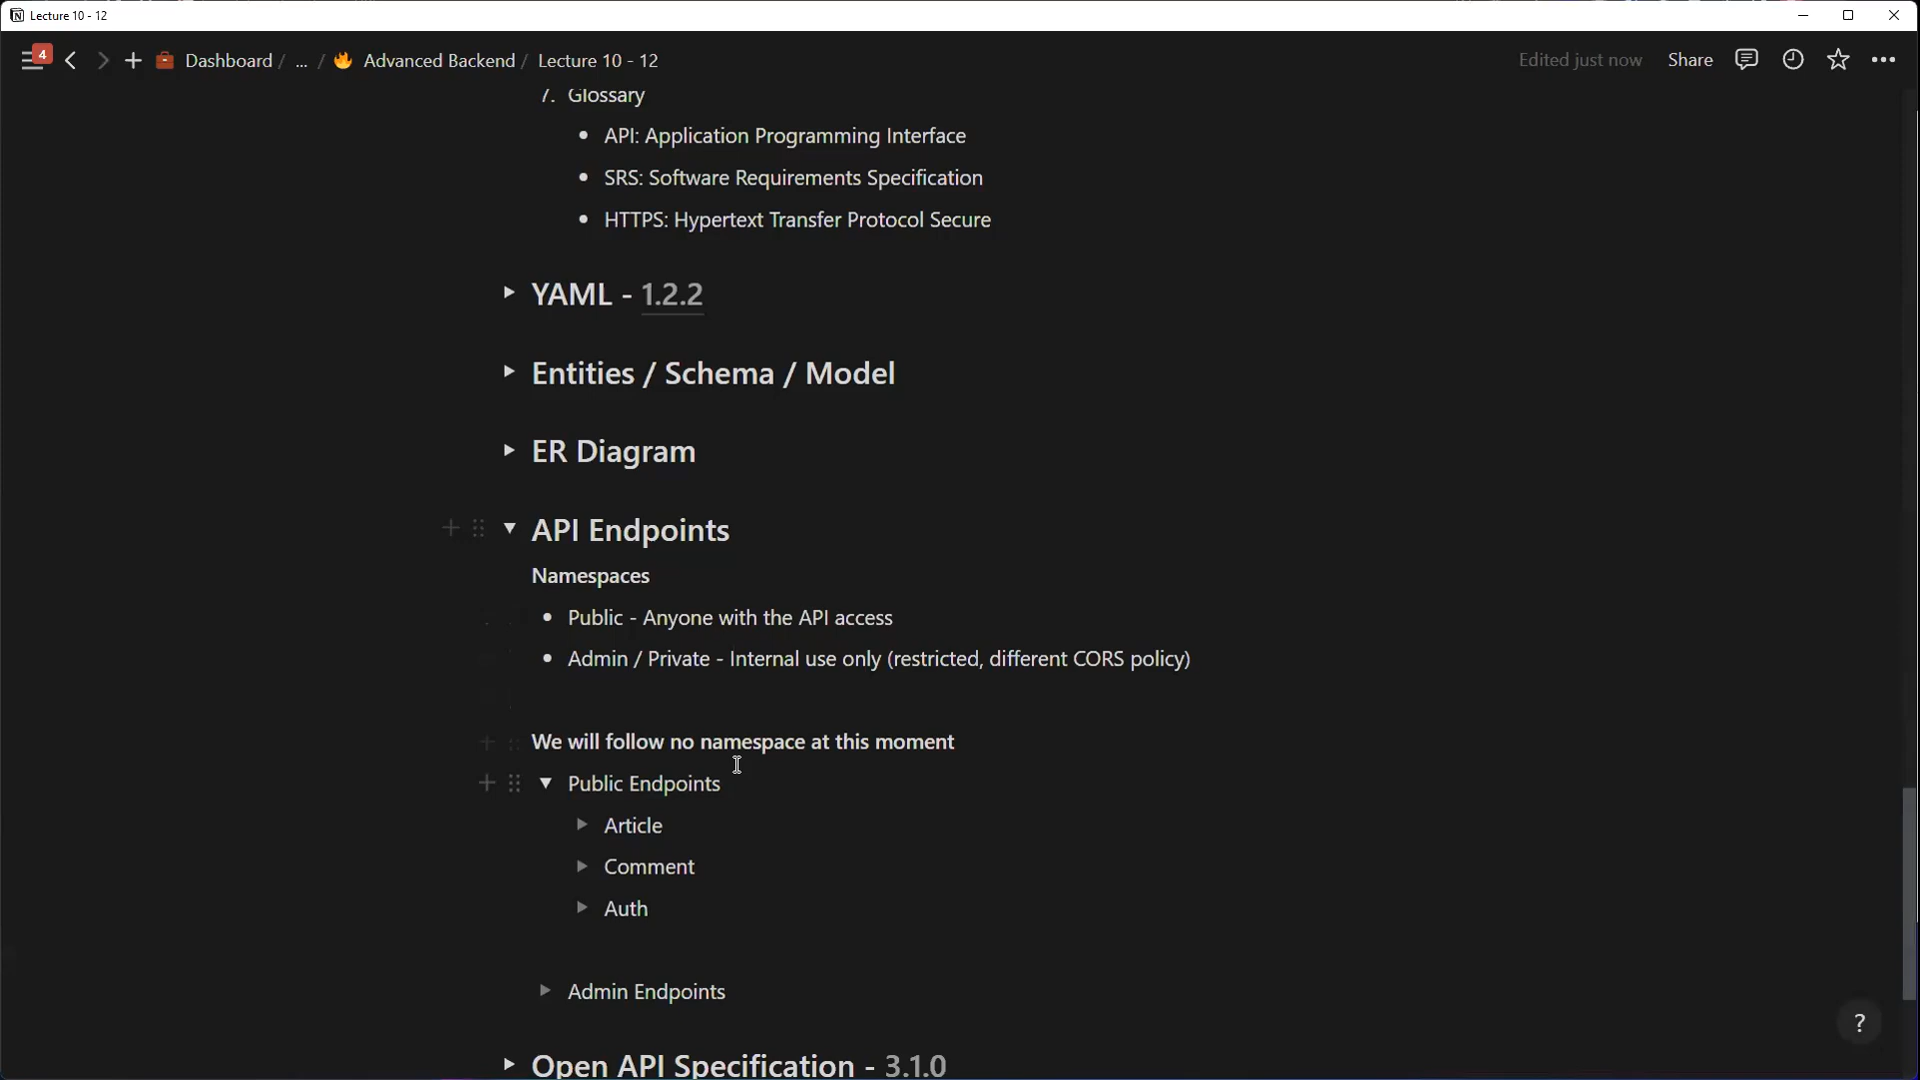 Lecture 10 - 12
4
Dashboard / ... / Advanced Backend / Lecture 10 - 12
Edited just now
Share
7. Glossary
• API: Application Programming Interface
• SRS: Software Requirements Specification
• HTTPS: Hypertext Transfer Protocol Secure
YAML - 1.2.2
Entities / Schema / Model
ER Diagram
API Endpoints
Namespaces
• Public - Anyone with the API access
• Admin / Private - Internal use only (restricted, different CORS policy)
We will follow no namespace at this moment
Public Endpoints
Article
Comment
Auth
Admin Endpoints
?
Open API Specification - 3.1.0